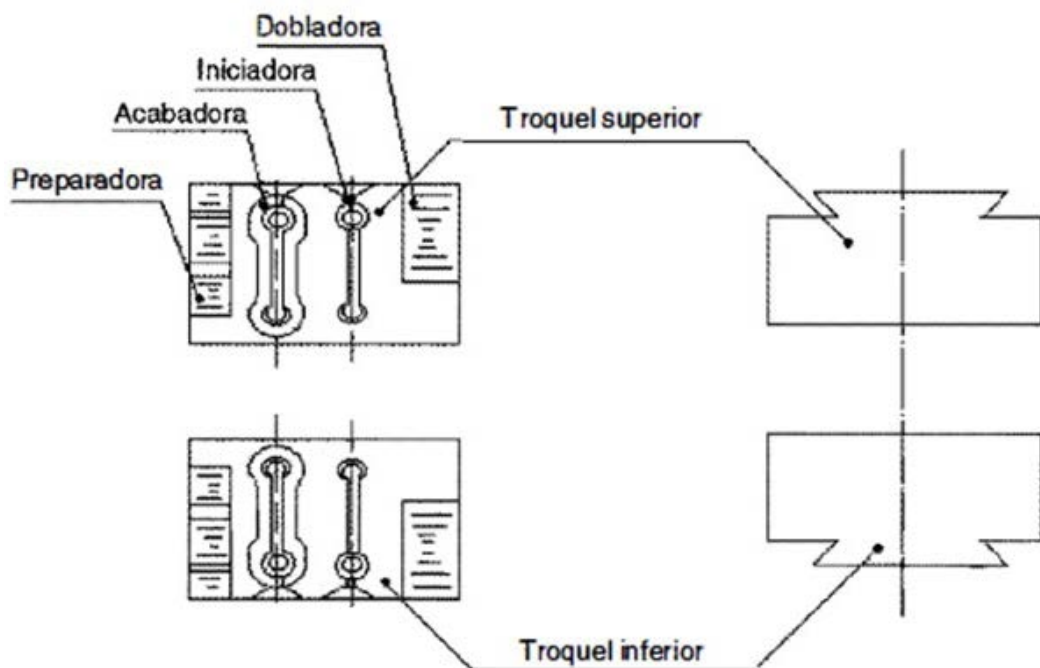 Dobladora
Iniciadora
Acabadora
Troquel superior
Preparadora
Troquel inferior